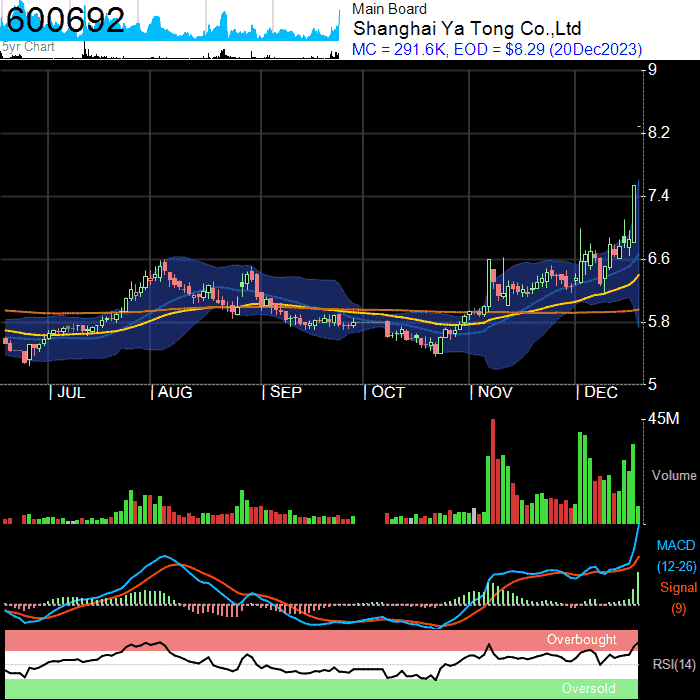 600692
5yr Chart
Main Board
Shanghai Ya Tong Co.,Ltd
MC = 291.6K, EOD = $8.29 (20Dec2023)
9
8.2
7.4
6.6
5.8
5
| JUL | AUG | SEP | OCT | NOV | DEC
45M
Volume
MACD
(12-26)
Signal
(9)
Overbought
RSI(14)
Oversold